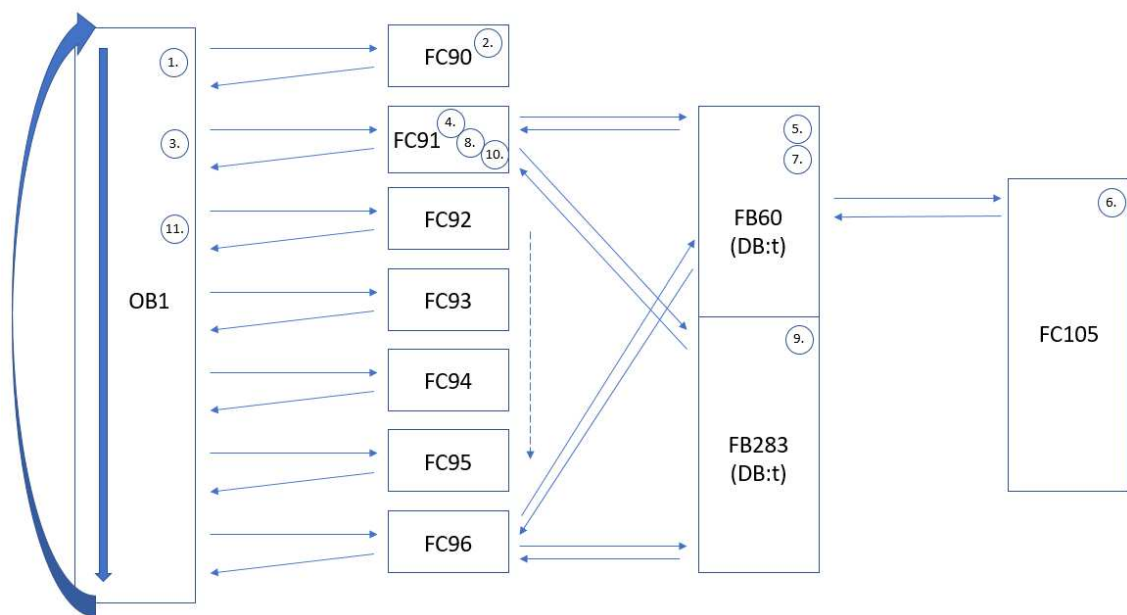 1.
FC90
2.
3.
FC91
4.
8.
10.
5.
7.
11.
FC92
FB60
(DB:t)
6.
OB1
FC93
9.
FC105
FC94
FC95
FB283
(DB:t)
FC96